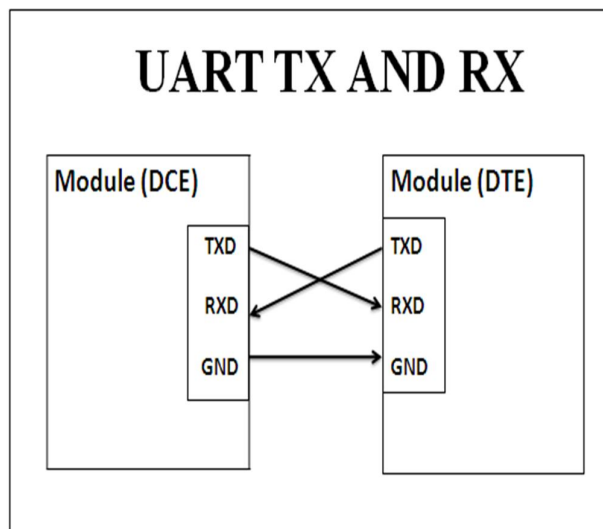 UART TX AND RX
Module (DCE)
TXD
RXD
GND
Module (DTE)
TXD
RXD
GND